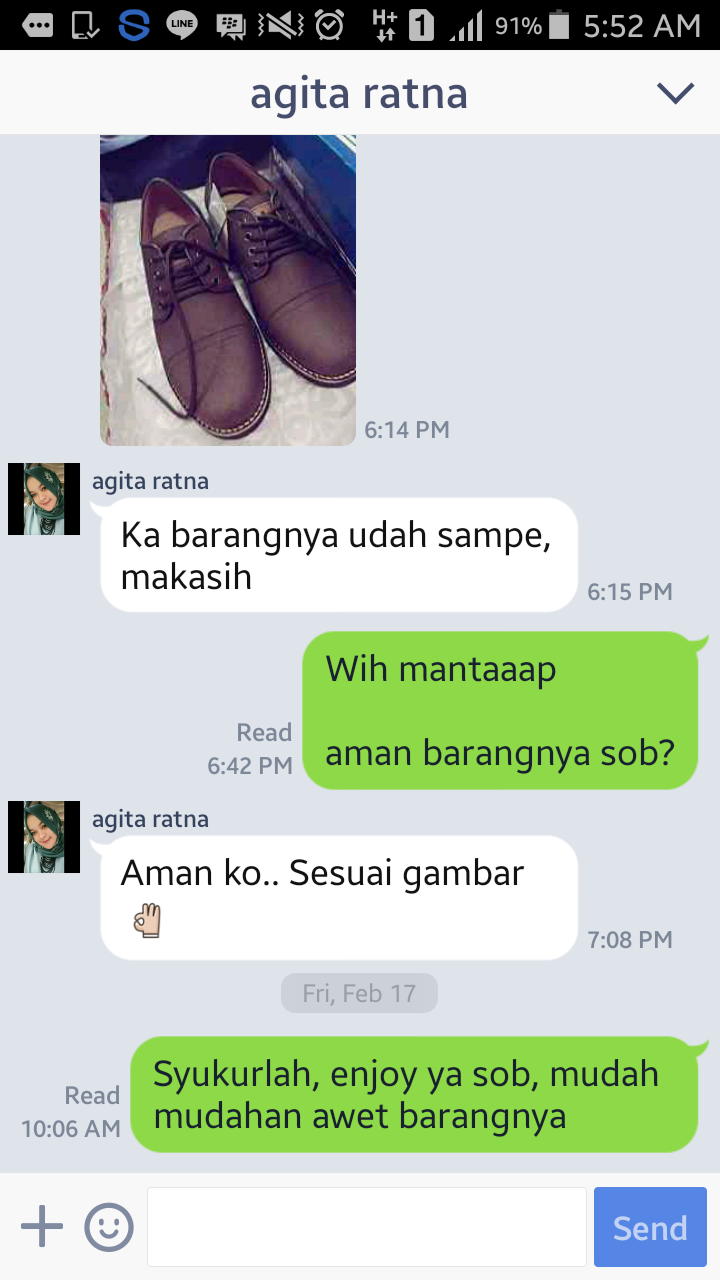 LINE
H+
1
91%
5:52 AM
agita ratna
6:14 PM
agita ratna
Ka barangnya udah sampe,
makasih
6:15 PM
Wih mantaaap
aman barangnya sob?
Read
6:42 PM
agita ratna
Aman ko.. Sesuai gambar
👌
7:08 PM
Fri, Feb 17
Syukurlah, enjoy ya sob, mudah
mudahan awet barangnya
Read
10:06 AM
Send